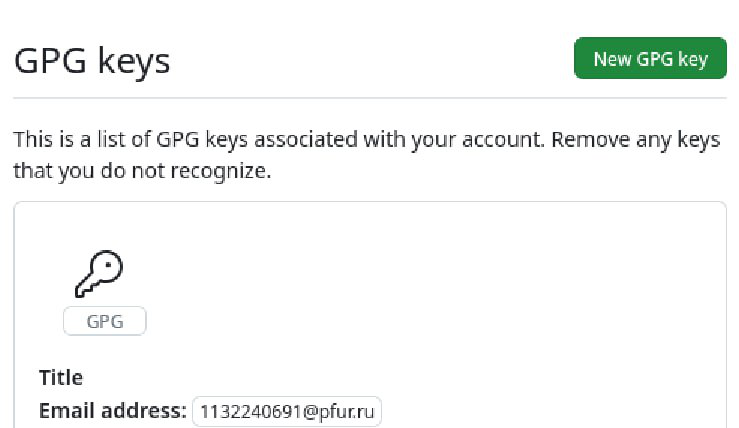 GPG keys
New GPG key
This is a list of GPG keys associated with your account. Remove any keys
that you do not recognize.
GPG
Title
Email address: 1132240691@pfur.ru